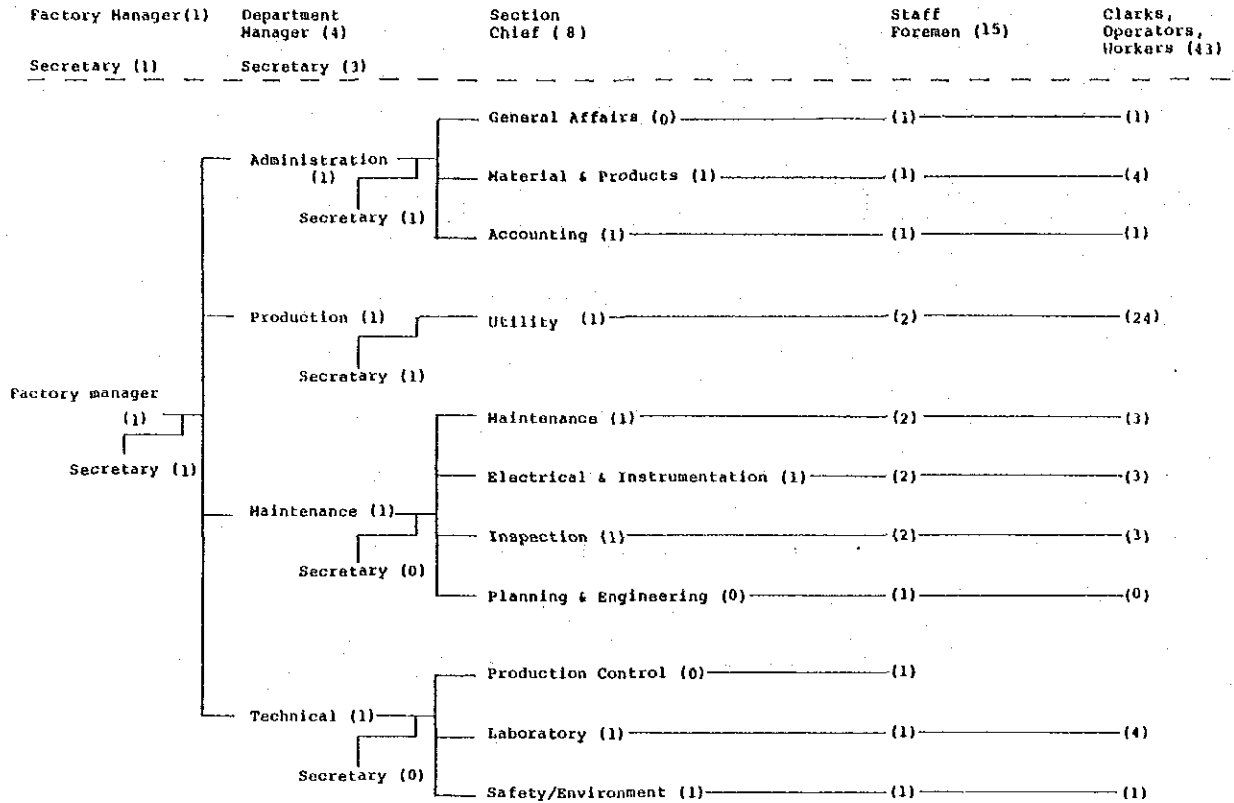 Factory Manager(1) Department Section Staff Clarks,
Manager (4) Chief (8) Foremen (15) Operators,
Workers (43)
Secretary (1) Secretary (3)
General Affairs (0) (1) (1)
Administration
(1) Material & Products (1) (1) (4)
Secretary (1)
Accounting (1) (1) (1)
Production (1) Utility (1) (2) (24)
Secretary (1)
Factory manager
(1) Maintenance (1) (2) (3)
Secretary (1)
Electrical & Instrumentation (1) (2) (3)
Maintenance (1)
Inspection (1) (2) (3)
Secretary (0)
Planning & Engineering (0) (1) (0)
Production Control (0) (1)
Technical (1)
Laboratory (1) (1) (4)
Secretary (0)
Safety/Environment (1) (1) (1)